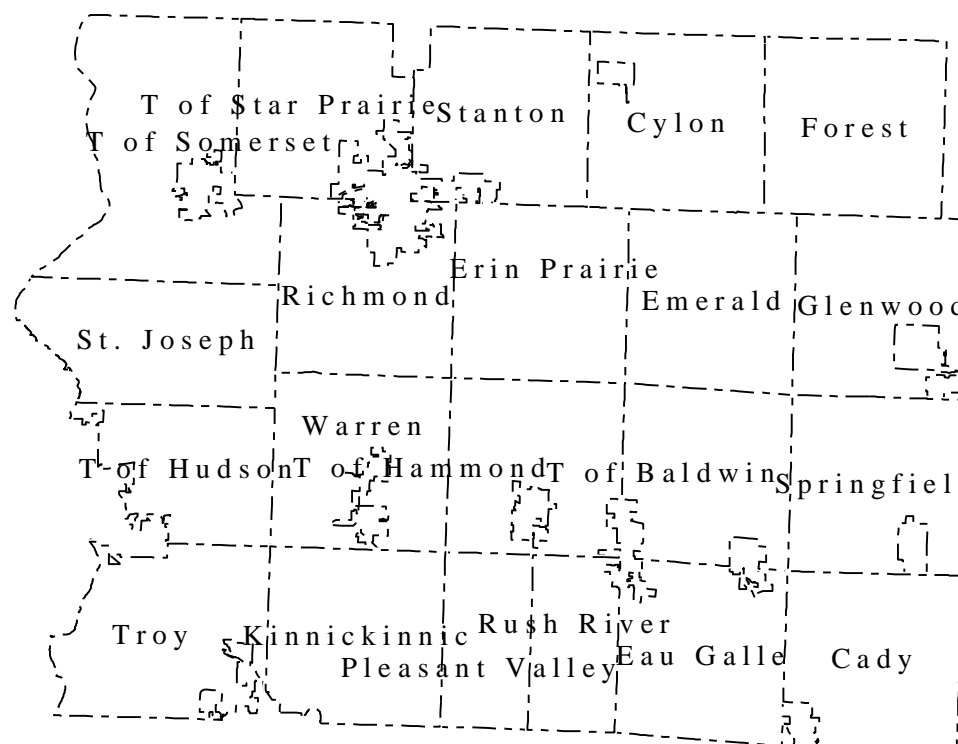 T of Star Prairie
Stanton
Cylon
Forest
T of Somerset
Erin Prairie
Richmond
Emerald
Glenwood
St. Joseph
Warren
T of Hudson
T of Hammond
T of Baldwin
Springfiel
Troy
Kinnickinnic
Rush River
Pleasant Valley
Eau Galle
Cady